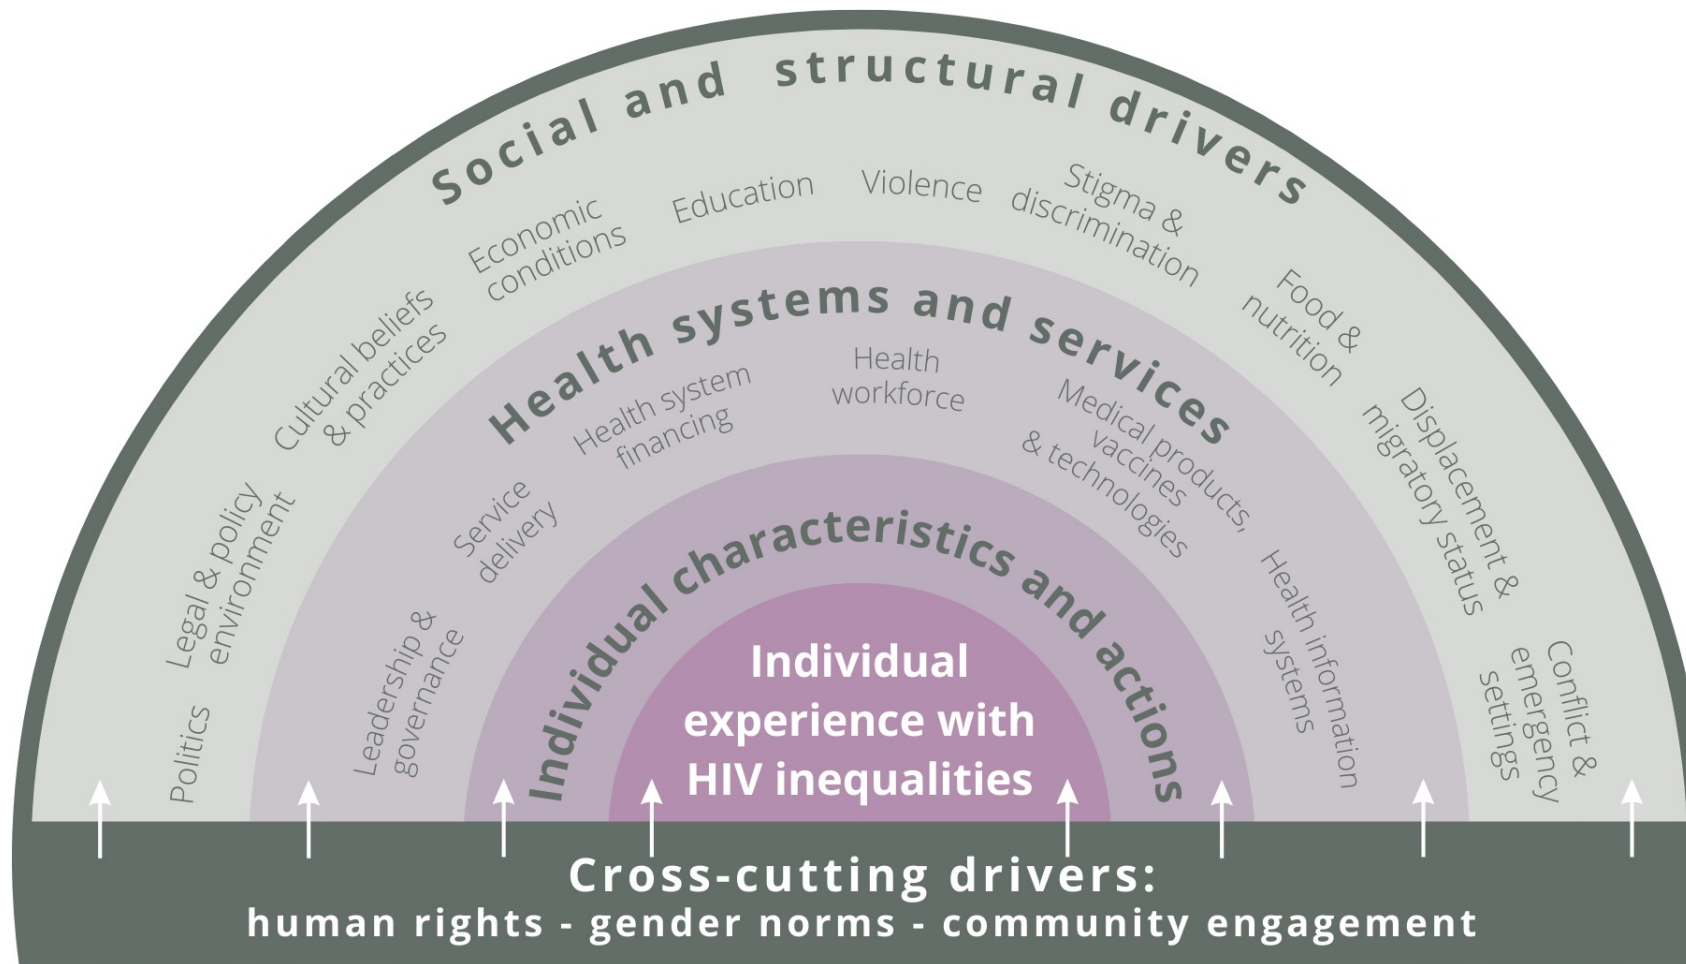 Social and structural drivers
Politics
Legal & policy
environment
Cultural beliefs
& practices
Economic
conditions
Education
Violence
Stigma &
discrimination
Food &
nutrition
Displacement &
migratory status
Conflict &
emergency
settings
Health systems and services
Leadership &
governance
Service
delivery
Health system
financing
Health
workforce
Medical products,
vaccines
& technologies
Health information
systems
Individual characteristics and actions
Individual
experience with
HIV inequalities
Cross-cutting drivers:
human rights - gender norms - community engagement